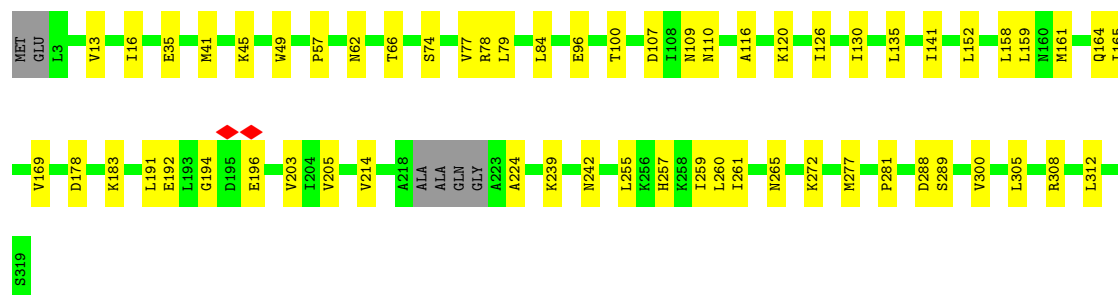 MET GLU L3 V13 I16 E35 M41 K45 W49 P57 N62 T66 S74 V77 R78 L79 L84 E96 T100 D107 I108 N109 N110 A116 K120 I126 I130 L135 I141 L152 L158 L159 N160 M161 Q164 I165
V169 D178 K183 L191 E192 L193 G194 D195 E196 V203 I204 V205 V214 A218 ALA ALA GLN GLY A223 A224 K239 N242 L255 K256 H257 K258 I259 L260 I261 N265 K272 M277 P281 D288 S289 V300 L305 R308 L312
S319